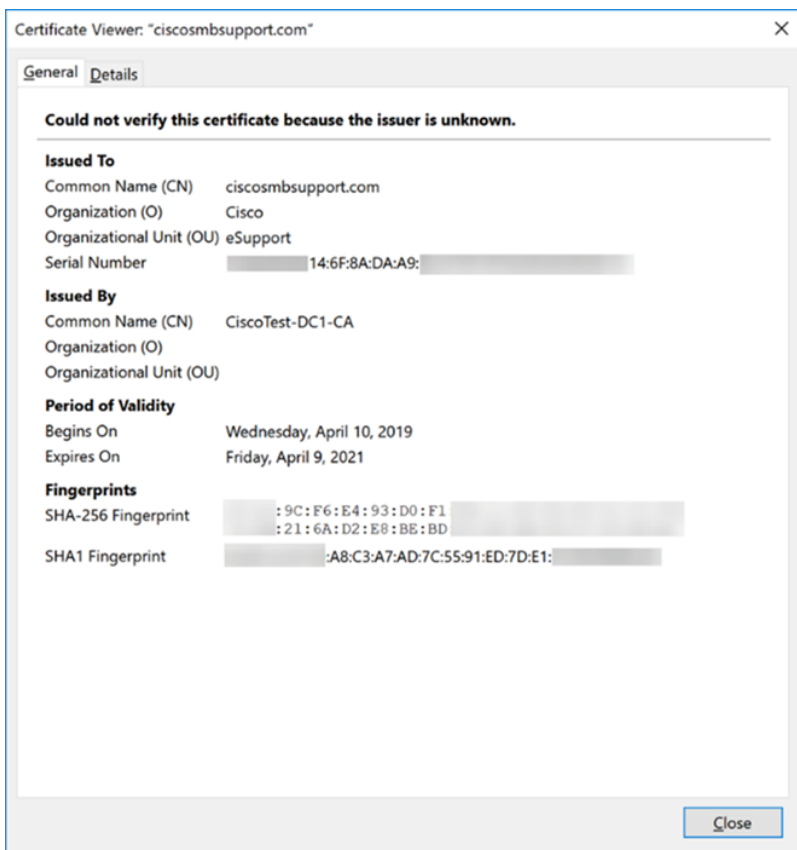 Certificate Viewer: "ciscosmbsupport.com"
General Details
Could not verify this certificate because the issuer is unknown.
Issued To
Common Name (CN) ciscosmbsupport.com
Organization (O) Cisco
Organizational Unit (OU) eSupport
Serial Number 14:6F:8A:DA:A9:
Issued By
Common Name (CN) CiscoTest-DC1-CA
Organization (O)
Organizational Unit (OU)
Period of Validity
Begins On Wednesday, April 10, 2019
Expires On Friday, April 9, 2021
Fingerprints
SHA-256 Fingerprint :9C:F6:E4:93:D0:F1
:21:6A:D2:E8:BE:BD
SHA1 Fingerprint :A8:C3:A7:AD:7C:55:91:ED:7D:E1:
Close